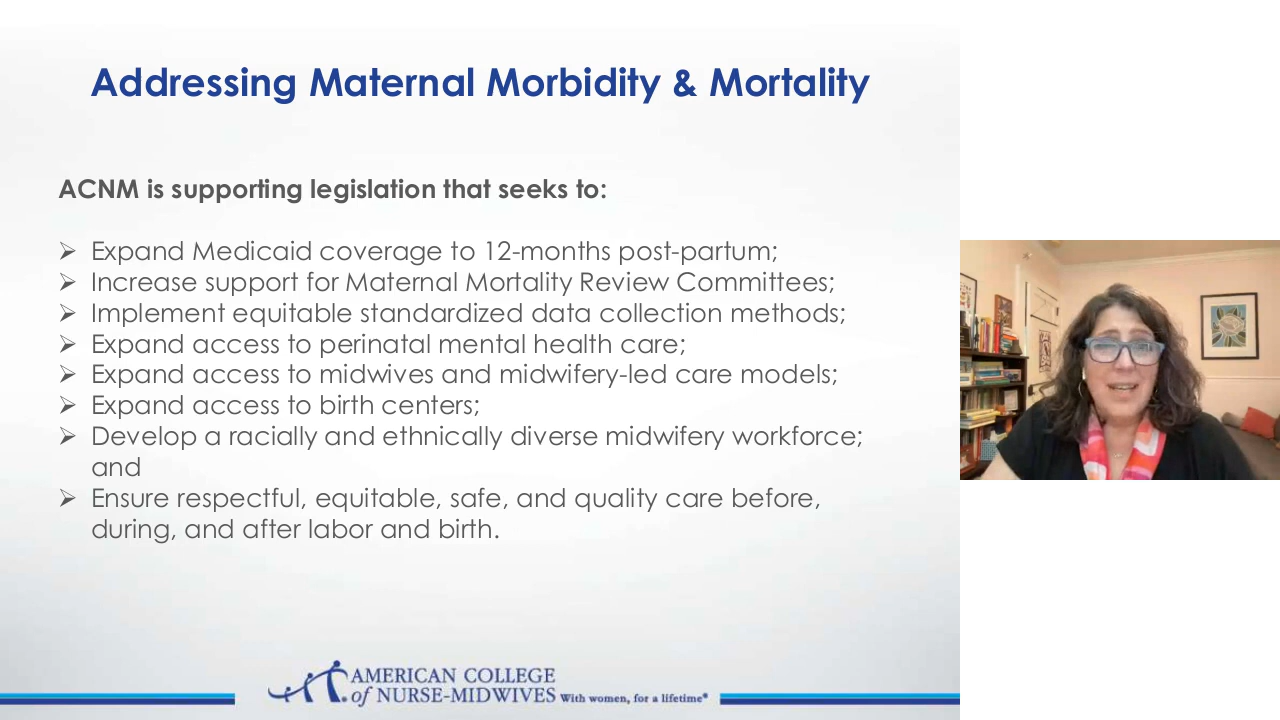 Addressing Maternal Morbidity & Mortality
ACNM is supporting legislation that seeks to:
➢ Expand Medicaid coverage to 12-months post-partum;
➢ Increase support for Maternal Mortality Review Committees;
➢ Implement equitable standardized data collection methods;
➢ Expand access to perinatal mental health care;
➢ Expand access to midwives and midwifery-led care models;
➢ Expand access to birth centers;
➢ Develop a racially and ethnically diverse midwifery workforce;
and
➢ Ensure respectful, equitable, safe, and quality care before,
during, and after labor and birth.
AMERICAN COLLEGE
of NURSE-MIDWIVES With women, for a lifetime®